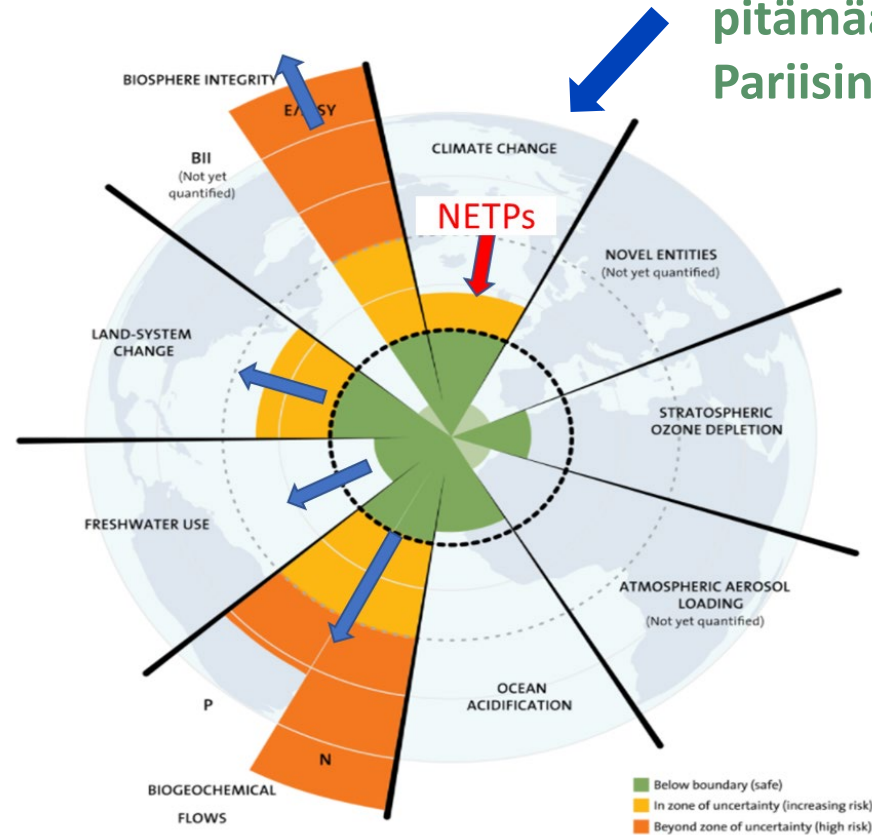 pitämää
Pariisin
BIOSPHERE INTEGRITY
E/MSY
BII
(Not yet
quantified)
CLIMATE CHANGE
NETPs
NOVEL ENTITIES
(Not yet quantified)
LAND-SYSTEM
CHANGE
STRATOSPHERIC
OZONE DEPLETION
FRESHWATER USE
ATMOSPHERIC AEROSOL
LOADING
(Not yet quantified)
OCEAN
ACIDIFICATION
P
N
BIOGEOCHEMICAL
FLOWS
Below boundary (safe)
In zone of uncertainty (increasing risk)
Beyond zone of uncertainty (high risk)